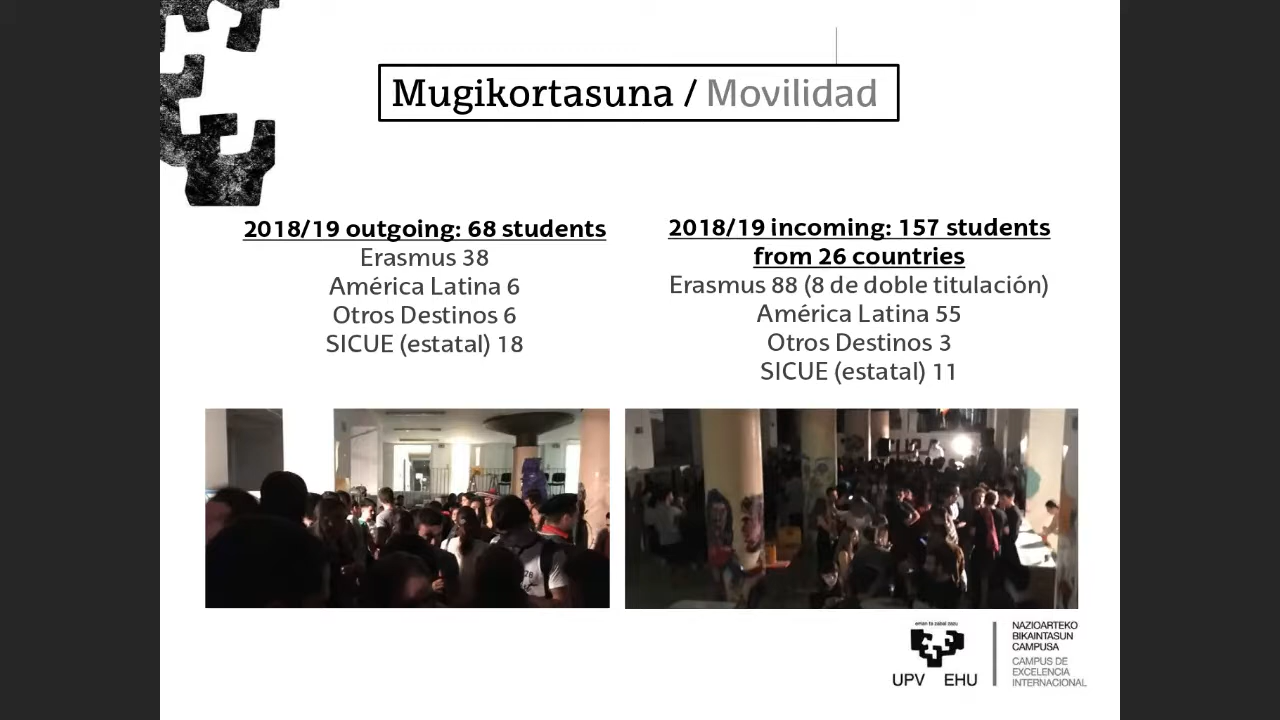 Mugikortasuna / Movilidad
2018/19 outgoing: 68 students
Erasmus 38
América Latina 6
Otros Destinos 6
SICUE (estatal) 18
2018/19 incoming: 157 students
from 26 countries
Erasmus 88 (8 de doble titulación)
América Latina 55
Otros Destinos 3
SICUE (estatal) 11
eman ta zabal zazu
UPV EHU
NAZIOARTEKO
BIKAINTASUN
CAMPUSA
CAMPUS DE
EXCELENCIA
INTERNACIONAL